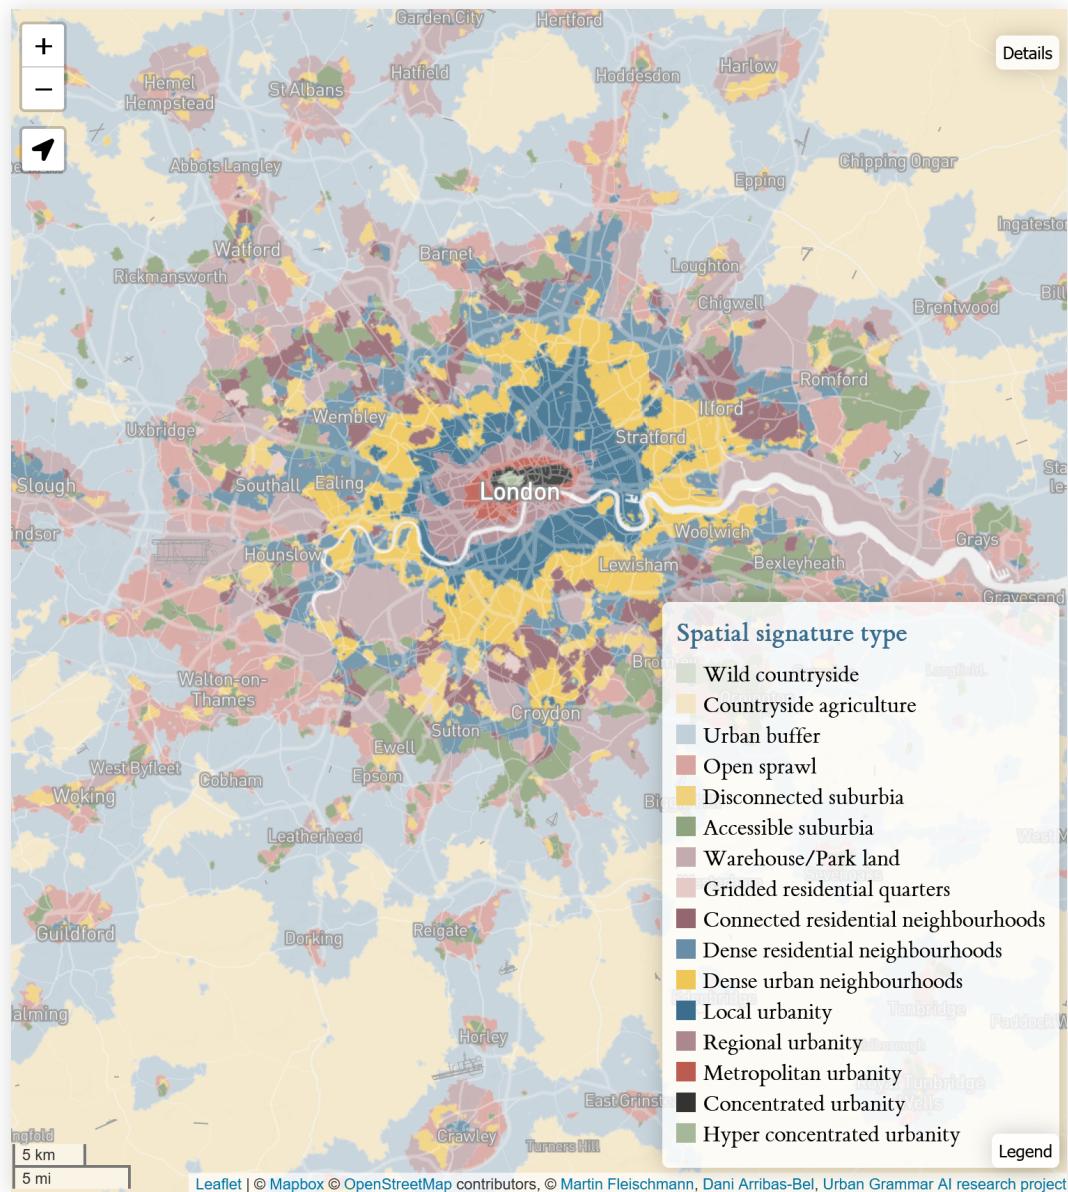 +
−
Details
Garden City
Hertford
Hemel
Hempstead
St Albans
Hatfield
Hoddesdon
Harlow
Abbots Langley
Epping
Chipping Ongar
Watford
Barnet
Rickmansworth
Loughton
Chigwell
Brentwood
Wembley
Romford
Ilford
Uxbridge
Stratford
Slough
Southall
Ealing
London
Hounslow
Woolwich
Lewisham
Bexleyheath
Grays
Gravesend
Walton-on-
Thames
Croydon
Sutton
Ewell
Epsom
West Byfleet
Cobham
Woking
Leatherhead
Guildford
Dorking
Reigate
Horley
Crawley
East Grinste
Turners Hill
Spatial signature type
Wild countryside
Countryside agriculture
Urban buffer
Open sprawl
Disconnected suburbia
Accessible suburbia
Warehouse/Park land
Gridded residential quarters
Connected residential neighbourhoods
Dense residential neighbourhoods
Dense urban neighbourhoods
Local urbanity
Regional urbanity
Metropolitan urbanity
Concentrated urbanity
Hyper concentrated urbanity
Legend
5 km
5 mi
Leaflet | © Mapbox © OpenStreetMap contributors, © Martin Fleischmann, Dani Arribas-Bel, Urban Grammar AI research project